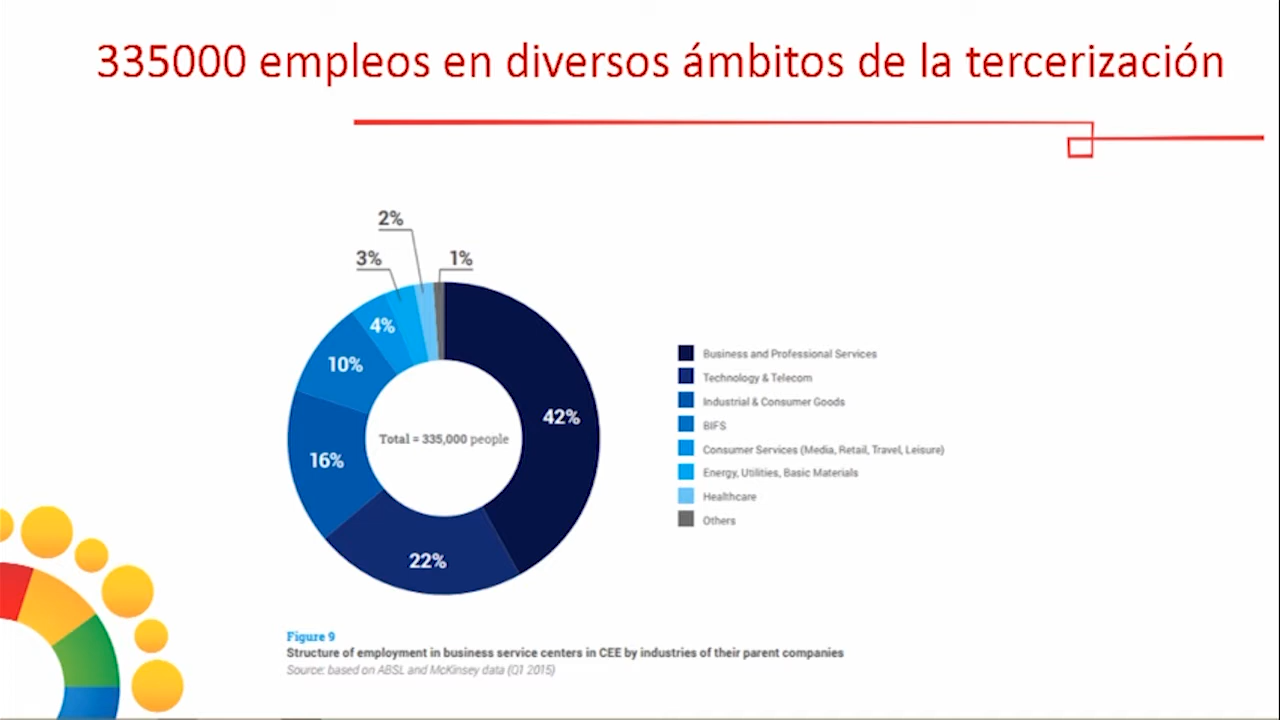 335000 empleos en diversos ámbitos de la tercerización
2%
3%
1%
4%
10%
42%
Total = 335,000 people
16%
22%
Business and Professional Services
Technology & Telecom
Industrial & Consumer Goods
BIFS
Consumer Services (Media, Retail, Travel, Leisure)
Energy, Utilities, Basic Materials
Healthcare
Others
Figure 9
Structure of employment in business service centers in CEE by industries of their parent companies
Source: based on ABSL and McKinsey data (Q1 2015)